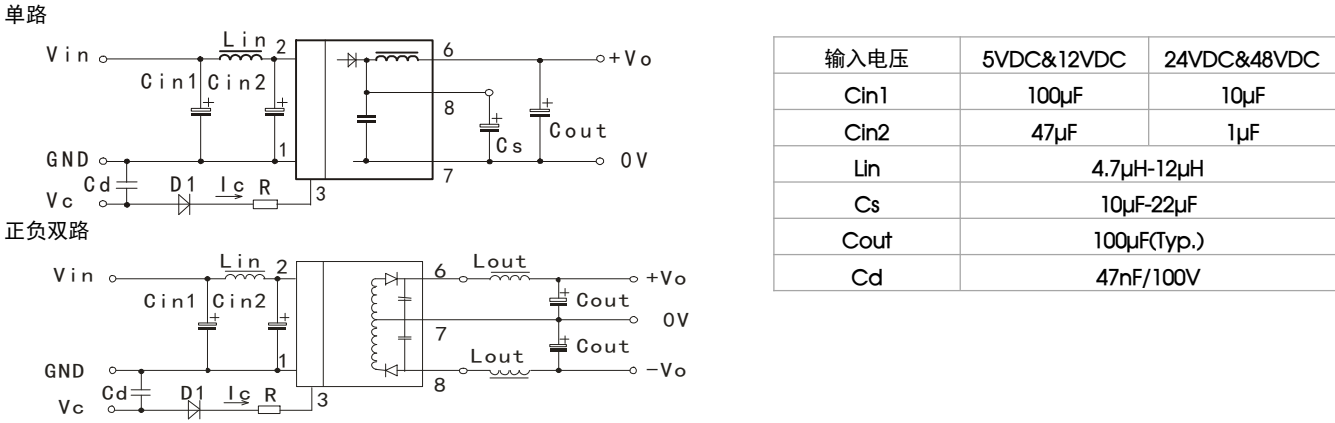 单路
Vin
Lin
2
6
+Vo
Cin1
Cin2
+
+
8
+
+
Cout
Cs
GND
1
0V
7
Cd
D1
Ic
R
3
Vc
正负双路
Vin
Lin
2
6
Lout
+Vo
Cin1
Cin2
+
Cout
+
+
0V
7
+
Cout
Lout
GND
1
-Vo
8
Cd
D1
Ic
R
3
Vc
输入电压 5VDC&12VDC 24VDC&48VDC
Cin1 100μF 10μF
Cin2 47μF 1μF
Lin 4.7μH-12μH
Cs 10μF-22μF
Cout 100μF(Typ.)
Cd 47nF/100V